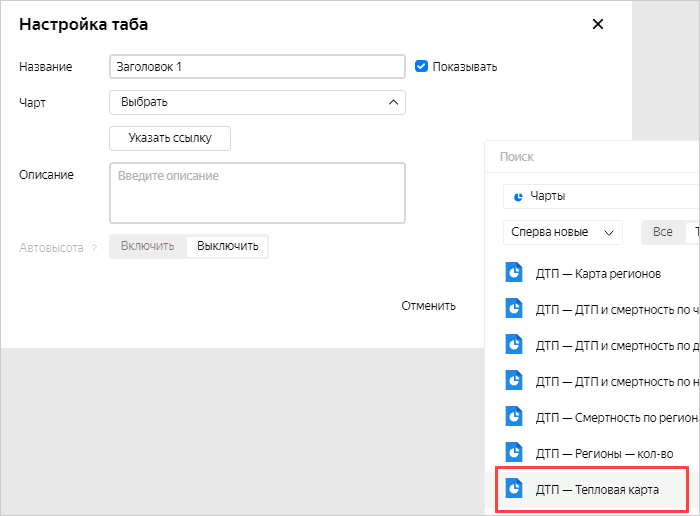 Настройка таба
Название
Заголовок 1
Показывать
Чарт
Выбрать
Указать ссылку
Описание
Введите описание
Автовысота ?
Включить
Выключить
Отменить
Поиск
Чарты
Сперва новые
Все
ДТП — Карта регионов
ДТП — ДТП и смертность по
ДТП — ДТП и смертность по
ДТП — ДТП и смертность по
ДТП — Смертность по регион
ДТП — Регионы — кол-во
ДТП — Тепловая карта